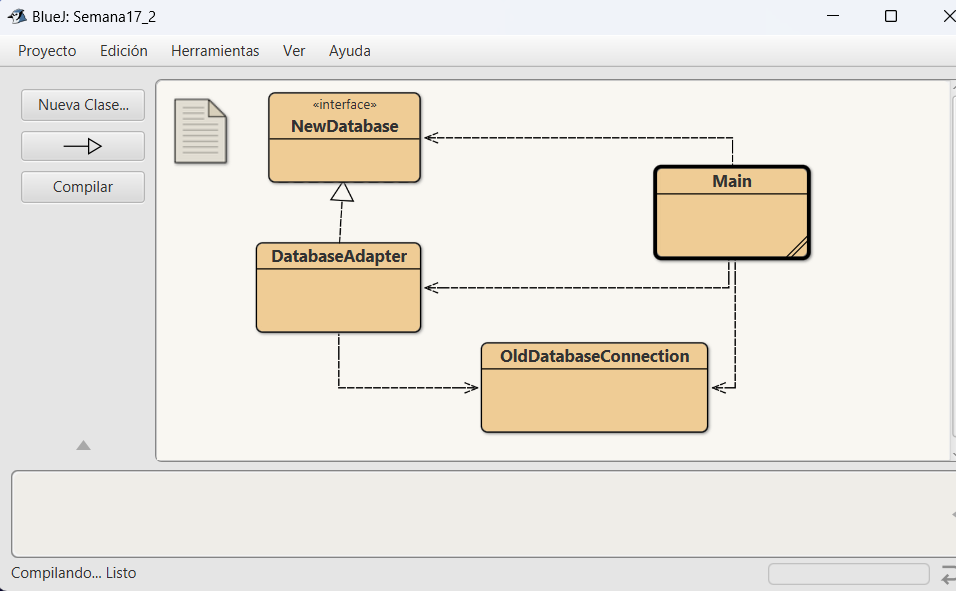 BlueJ: Semana17_2
Proyecto Edición Herramientas Ver Ayuda
Nueva Clase...
Compilar
«interface»
NewDatabase
Main
DatabaseAdapter
OldDatabaseConnection
Compilando... Listo